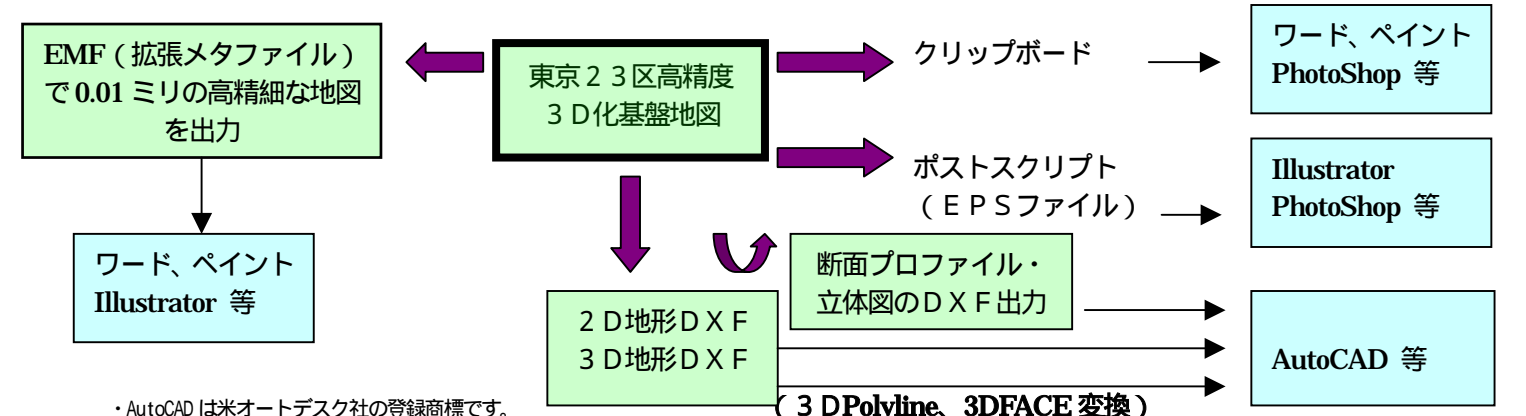 EMF（拡張メタファイル）
で 0.01 ミリの高精細な地図
を出力
東京２３区高精度
３Ｄ化基盤地図
クリップボード
ワード、ペイント
PhotoShop 等
ポストスクリプト
（ＥＰＳファイル）
Illustrator
PhotoShop 等
ワード、ペイント
Illustrator 等
断面プロファイル・
立体図のＤＸＦ出力
２Ｄ地形ＤＸＦ
３Ｄ地形ＤＸＦ
AutoCAD 等
（３ＤPolyline、3DFACE 変換）
・AutoCAD は米オートデスク社の登録商標です。